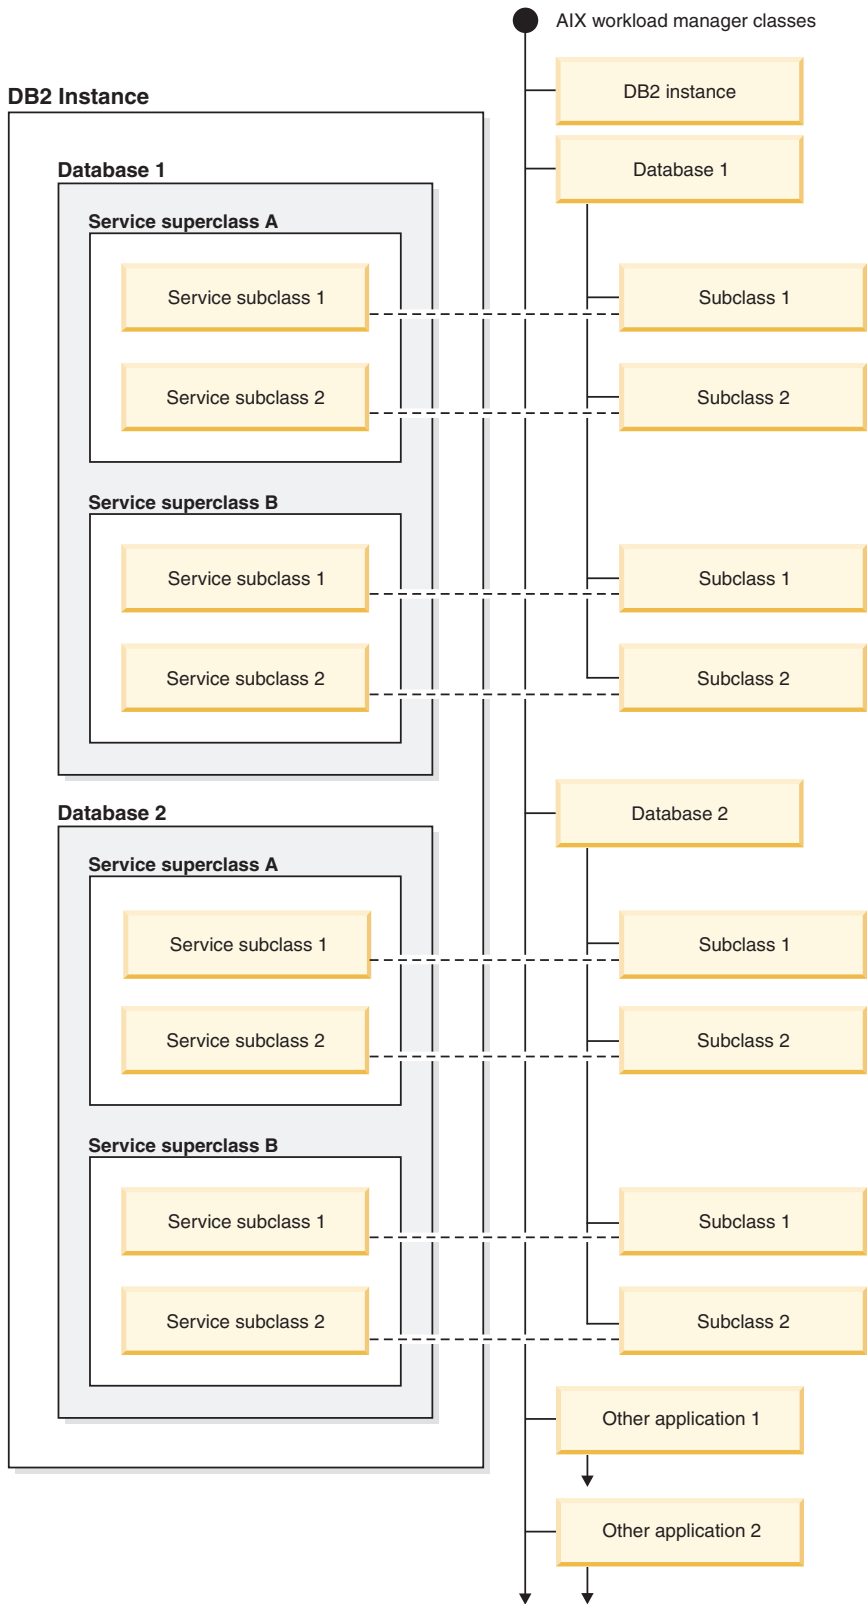 AIX workload manager classes
DB2 Instance
DB2 instance
Database 1
Database 1
Service superclass A
Service subclass 1
Subclass 1
Service subclass 2
Subclass 2
Service superclass B
Service subclass 1
Subclass 1
Service subclass 2
Subclass 2
Database 2
Database 2
Service superclass A
Service subclass 1
Subclass 1
Service subclass 2
Subclass 2
Service superclass B
Service subclass 1
Subclass 1
Service subclass 2
Subclass 2
Other application 1
Other application 2